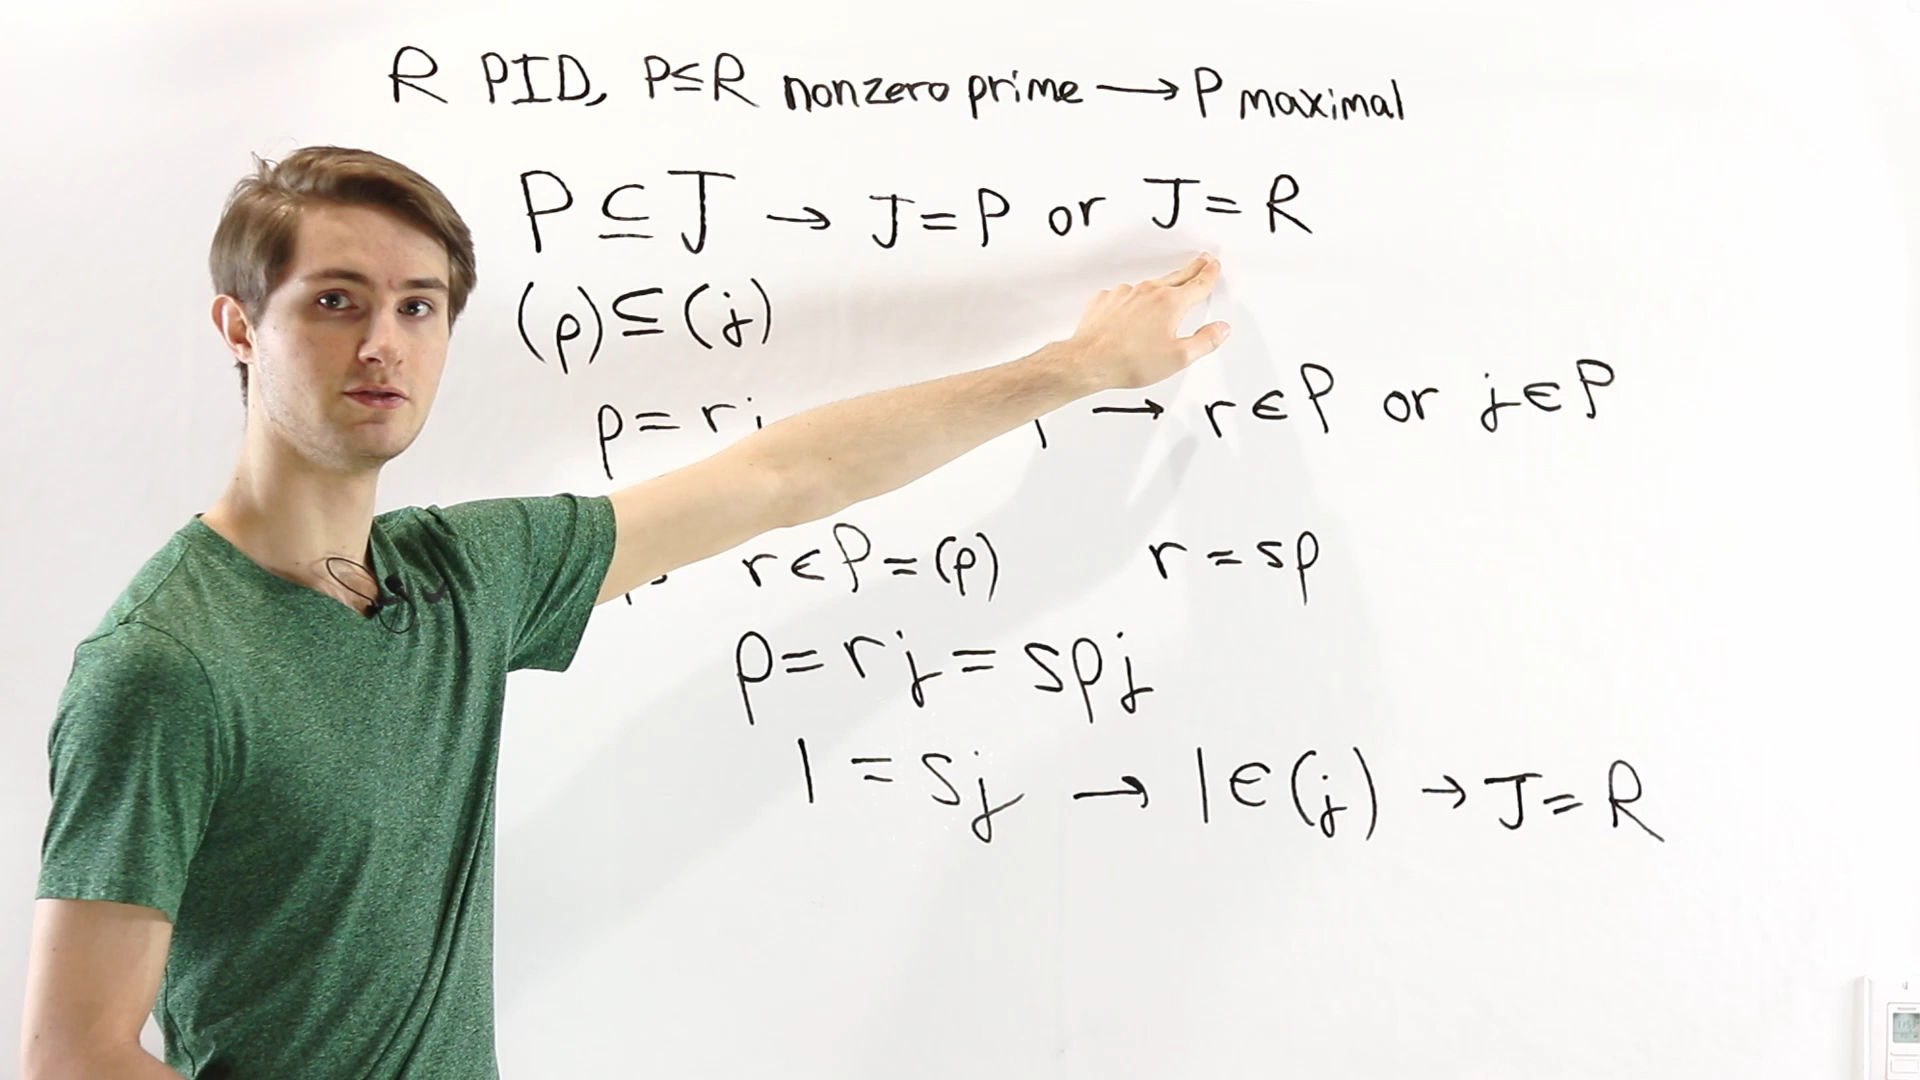 R PID, P≤R nonzero prime → P maximal
P ⊆ J → J = P or J = R
(p) ⊆ (j)
p = r → r ∈ P or j ∈ P
r ∈ P = (p) r = sp
p = rj = spj
1 = sj → 1 ∈ (j) → J = R